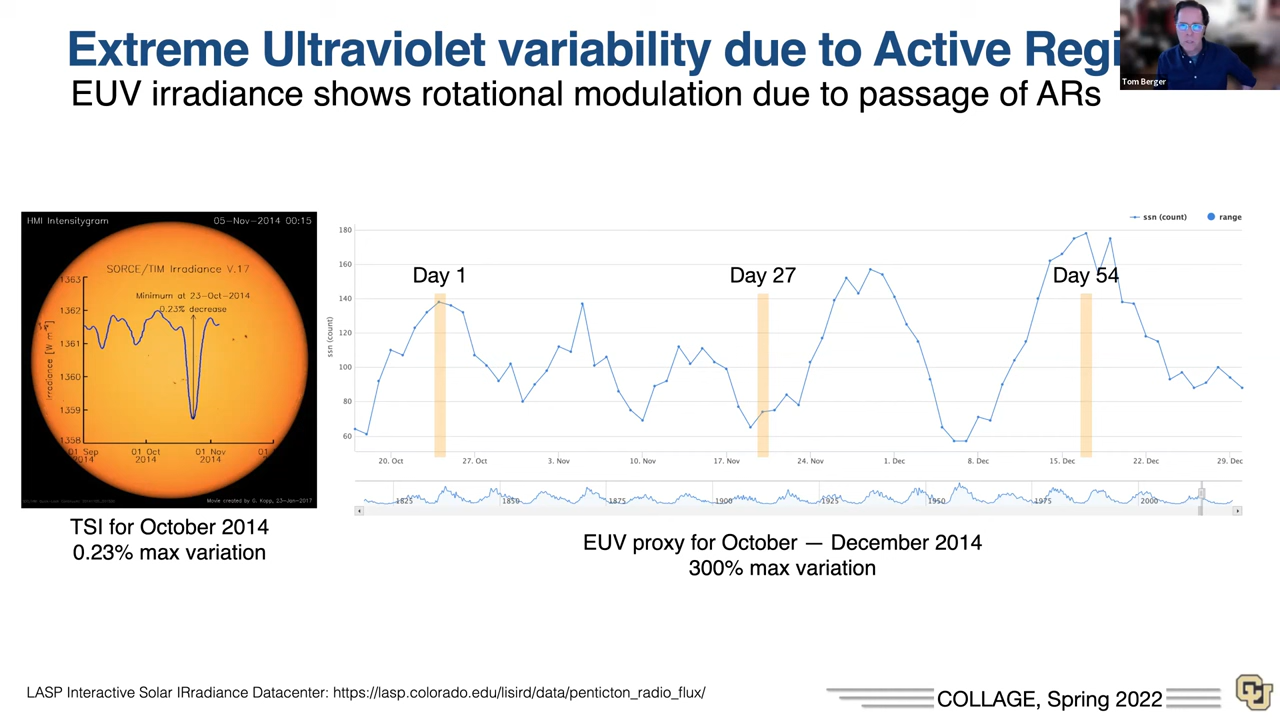 Extreme Ultraviolet variability due to Active Regi
EUV irradiance shows rotational modulation due to passage of ARs
Tom Berger
HMI Intensitygram 05-Nov-2014 00:15
SORCE/TIM Irradiance V.17
Minimum at 23-Oct-2014
0.23% decrease
Irradiance [W m
1363
1362
1361
1360
1359
1358
01 Sep 2014
01 Oct 2014
01 Nov 2014
01
Movie created by G. Kopp, 23-Jan-2017
TSI for October 2014
0.23% max variation
ssn (count) range
ssn (count)
180
160
140
120
100
80
60
Day 1 Day 27 Day 54
20. Oct 27. Oct 3. Nov 10. Nov 17. Nov 24. Nov 1. Dec 8. Dec 15. Dec 22. Dec 29. Dec
1825 1850 1875 1900 1925 1950 1975 2000
EUV proxy for October — December 2014
300% max variation
LASP Interactive Solar IRradiance Datacenter: https://lasp.colorado.edu/lisird/data/penticton_radio_flux/
COLLAGE, Spring 2022
CU